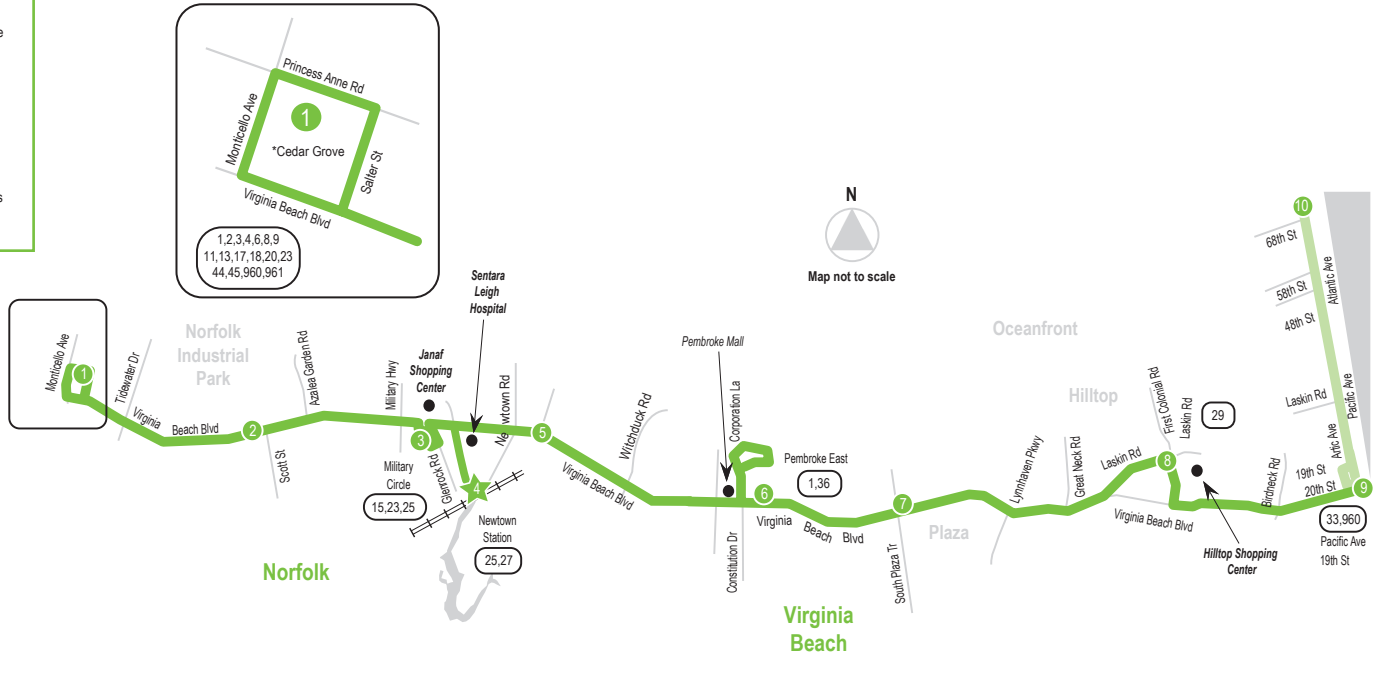 e
s
Princess Anne Rd
Monticello Ave
1
*Cedar Grove
Salter St
Virginia Beach Blvd
1,2,3,4,6,8,9
11,13,17,18,20,23
44,45,960,961
N
Map not to scale
Monticello Ave
1
Tidewater Dr
Norfolk
Industrial
Park
Virginia
Beach Blvd
2
Scott St
Azalea Garden Rd
Military Hwy
Janaf
Shopping
Center
Sentara
Leigh
Hospital
3
Military
Circle
15,23,25
Glenrock Rd
4
Newtown Rd
Newtown
Station
25,27
Norfolk
5
Virginia Beach Blvd
Witchduck Rd
Pembroke Mall
Corporation La
Pembroke East
1,36
6
Constitution Dr
Virginia
Beach
Blvd
Virginia
Beach
7
South Plaza Tr
Plaza
Lynnhaven Pkwy
Great Neck Rd
Oceanfront
Hilltop
Laskin Rd
First Colonial Rd
Laskin Rd
29
8
Virginia Beach Blvd
Hilltop Shopping
Center
Birdneck Rd
10
68th St
58th St
48th St
Atlantic Ave
Laskin Rd
Pacific Ave
Artic Ave
19th St
20th St
9
33,960
Pacific Ave
19th St